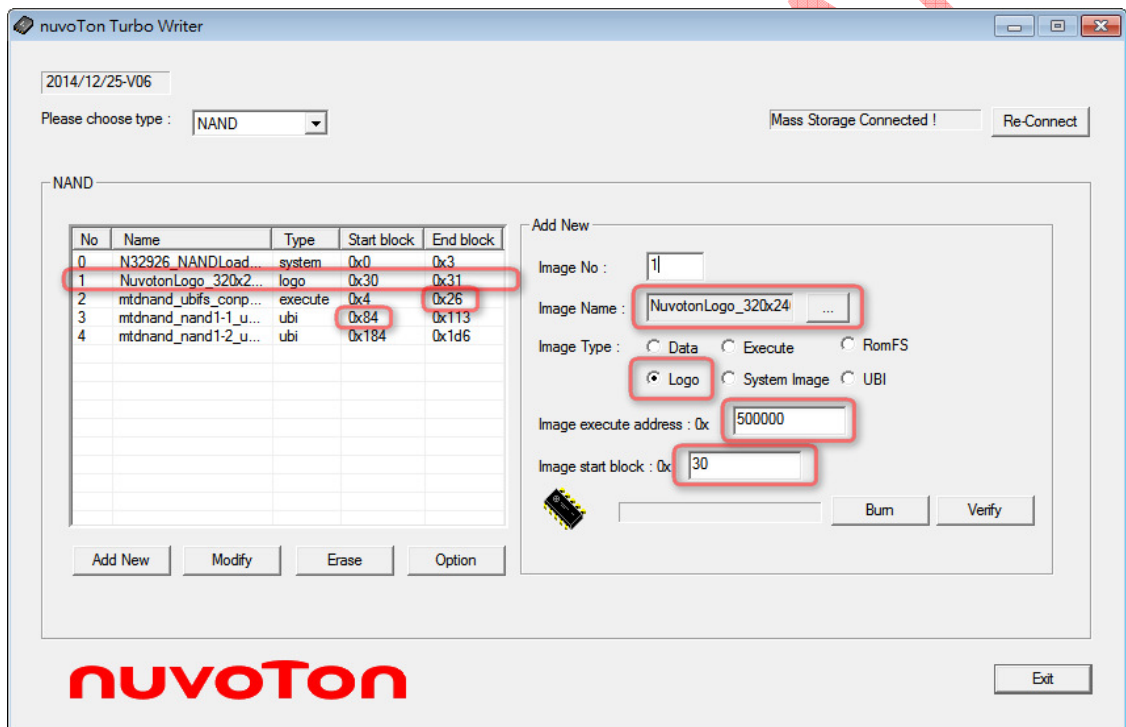 nuvoTon Turbo Writer
2014/12/25-V06
Please choose type : NAND
Mass Storage Connected ! Re-Connect
NAND
No Name Type Start block End block
0 N32926_NANDLoad... system 0x0 0x3
1 NuvotonLogo_320x2... logo 0x30 0x31
2 mtdnand_ubifs_conp... execute 0x4 0x26
3 mtdnand_nand1-1_u... ubi 0x84 0x113
4 mtdnand_nand1-2_u... ubi 0x184 0x1d6
Add New Modify Erase Option
Add New
Image No : 1
Image Name : NuvotonLogo_320x24 ...
Image Type : Data Execute RomFS
Logo System Image UBI
Image execute address : 0x 500000
Image start block : 0x 30
Burn Verify
nuvoTon
Exit